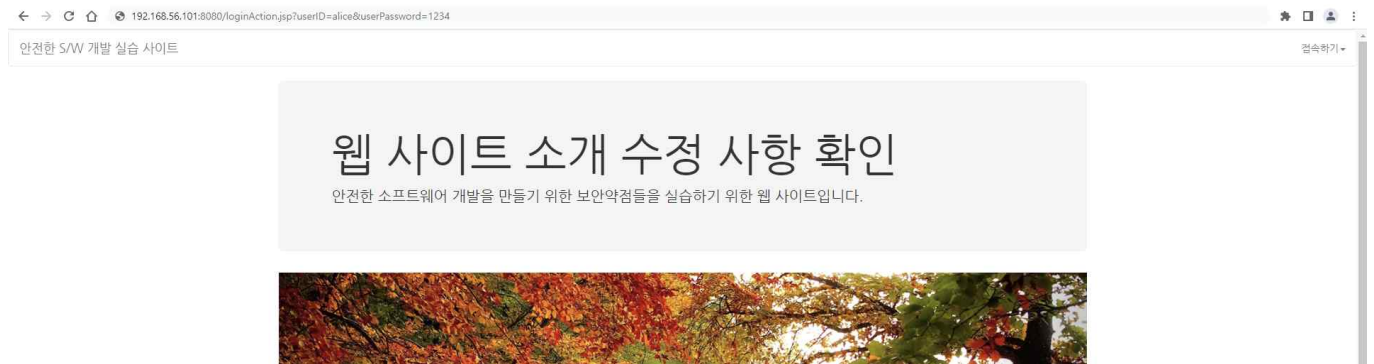 192.168.56.101:8080/loginAction.jsp?userID=alice&userPassword=1234
안전한 S/W 개발 실습 사이트
접속하기
웹 사이트 소개 수정 사항 확인
안전한 소프트웨어 개발을 만들기 위한 보안약점들을 실습하기 위한 웹 사이트입니다.